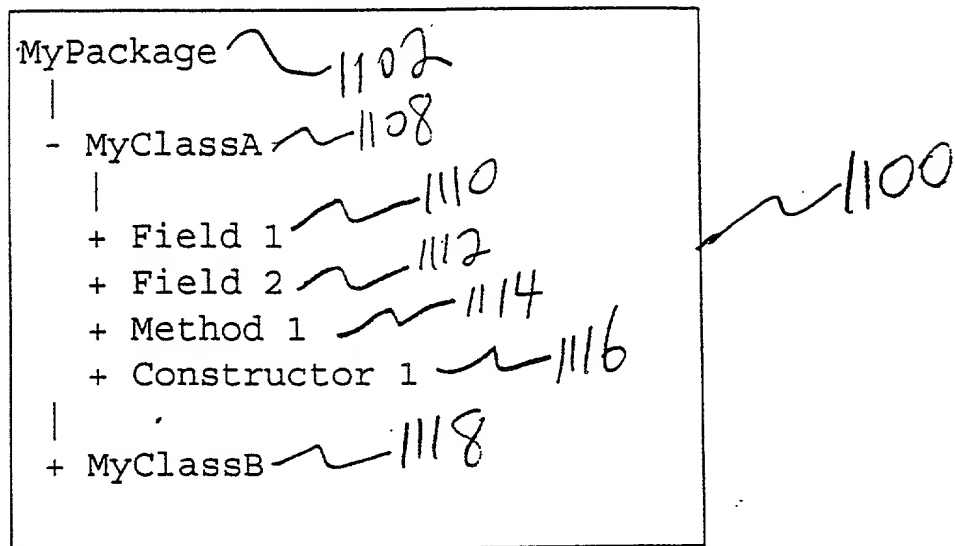 MyPackage 1102
|
- MyClassA 1108
|
+ Field 1 1110
1100
+ Field 2 1112
+ Method 1 1114
+ Constructor 1 1116
|
+ MyClassB 1118